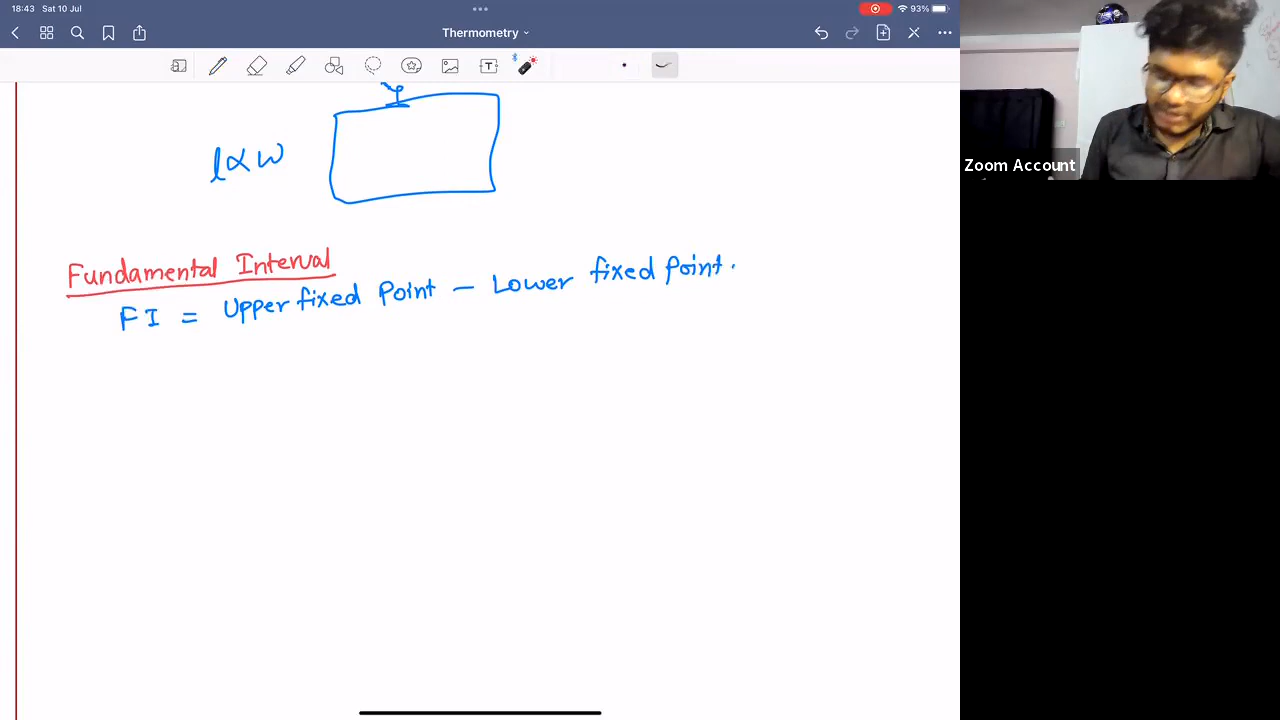 18:43 Sat 10 Jul
93%
Thermometry
T
l ∝ w
Zoom Account
Fundamental Interval
FI = Upper fixed Point – Lower fixed Point.